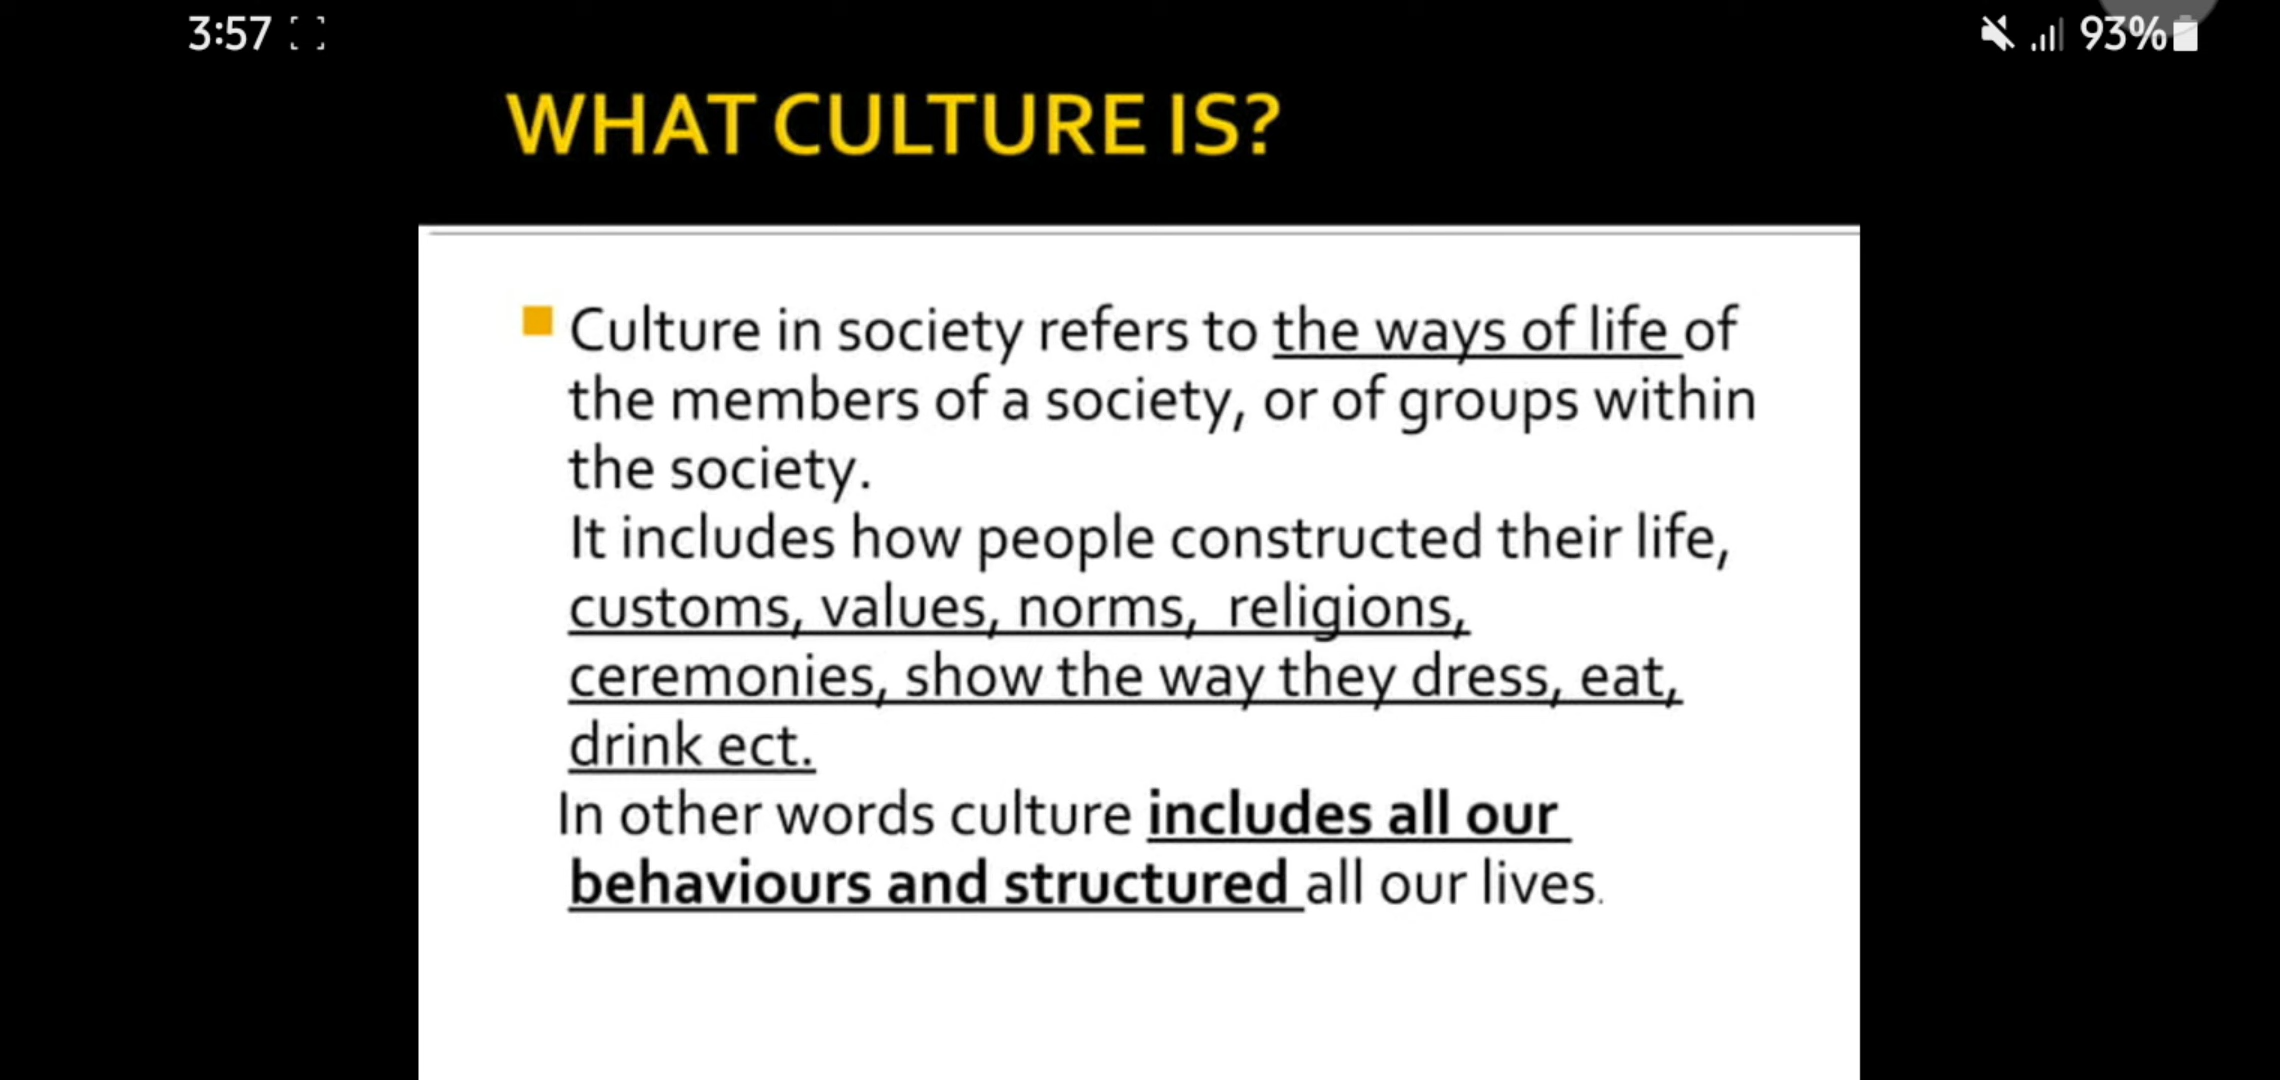 3:57
93%
WHAT CULTURE IS?
Culture in society refers to the ways of life of
the members of a society, or of groups within
the society.
It includes how people constructed their life,
customs, values, norms, religions,
ceremonies, show the way they dress, eat,
drink ect.
In other words culture includes all our
behaviours and structured all our lives.